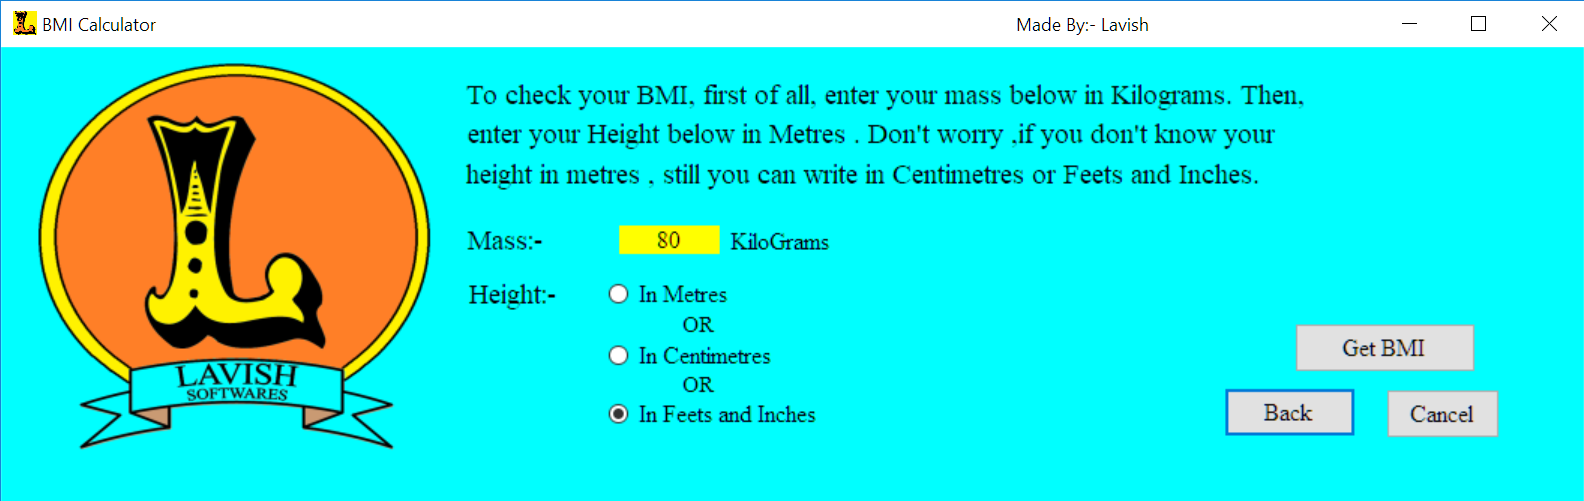 BMI Calculator Made By:- Lavish
To check your BMI, first of all, enter your mass below in Kilograms. Then,
enter your Height below in Metres . Don't worry ,if you don't know your
height in metres , still you can write in Centimetres or Feets and Inches.
Mass:- 80 KiloGrams
Height:- In Metres
OR
In Centimetres
OR
In Feets and Inches
Get BMI
Back Cancel
L
LAVISH
SOFTWARES